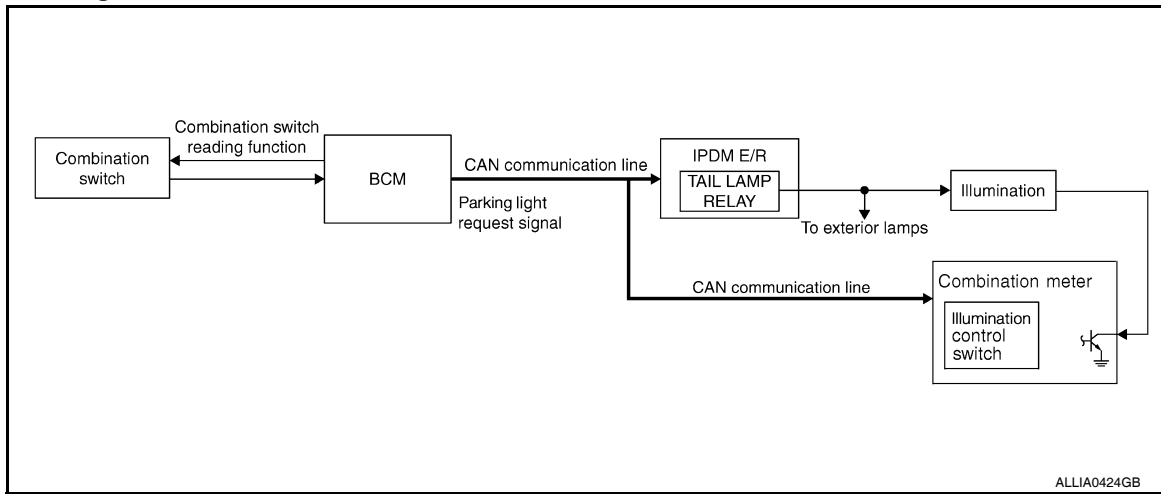 Combination switch
reading function
Combination
switch
BCM
CAN communication line
Parking light
request signal
IPDM E/R
TAIL LAMP
RELAY
To exterior lamps
Illumination
CAN communication line
Combination meter
Illumination
control
switch
ALLIA0424GB